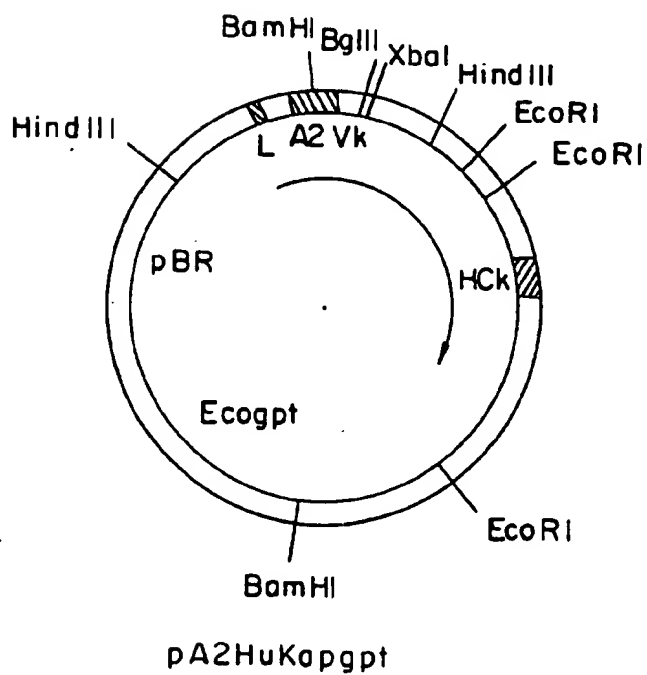 BamHI
BglII
XbaI
HindIII
EcoRI
EcoRI
HindIII
L
A2 Vk
pBR
HCk
Ecogpt
EcoRI
BamHI
pA2HuKapgpt